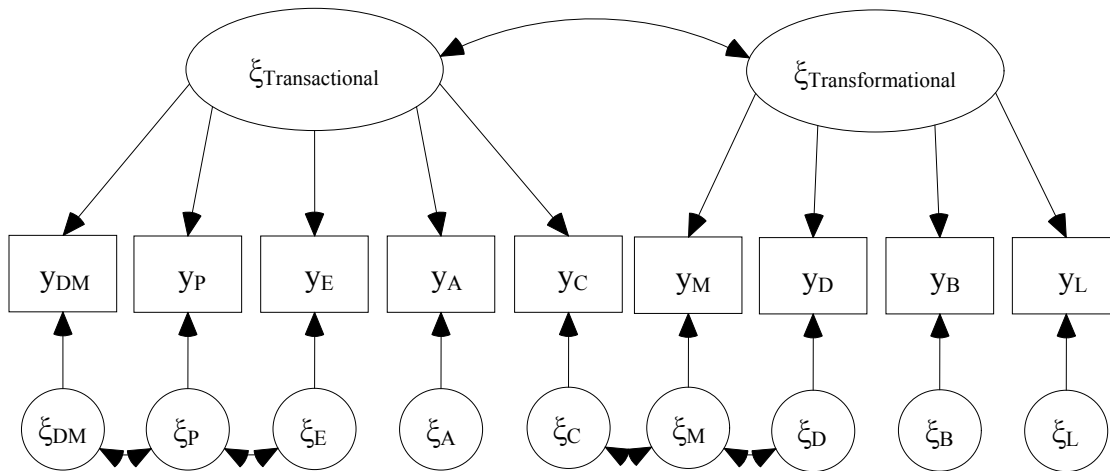 ξTransactional
ξTransformational
yDM yP yE yA yC yM yD yB yL
ξDM ξP ξE ξA ξC ξM ξD ξB ξL